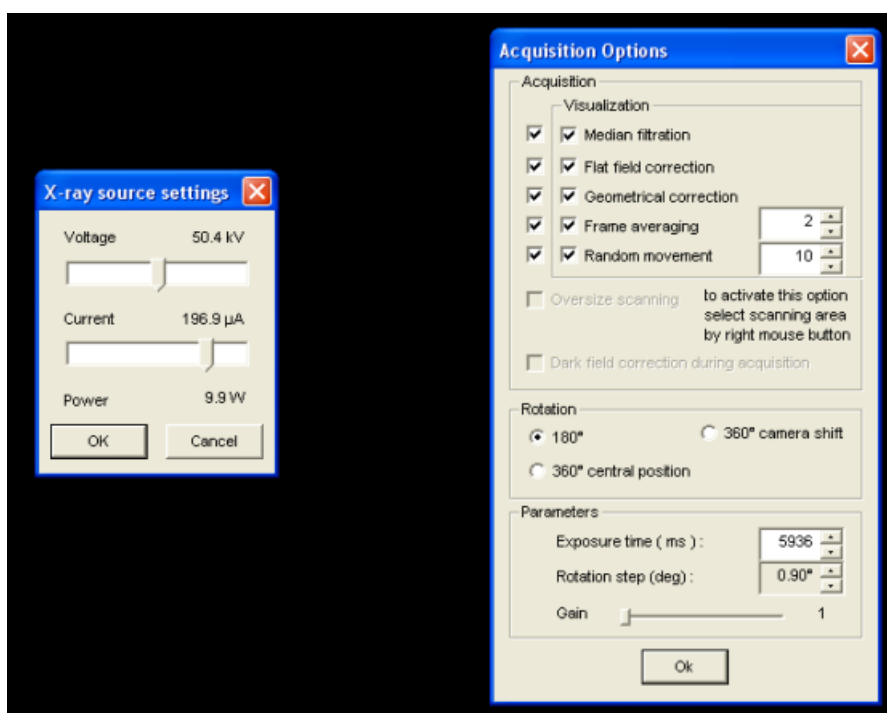 X-ray source settings
Voltage 50.4 kV
Current 196.9 µA
Power 9.9 W
OK Cancel
Acquisition Options
Acquisition
Visualization
Median filtration
Flat field correction
Geometrical correction
Frame averaging 2
Random movement 10
Oversize scanning to activate this option
select scanning area
by right mouse button
Dark field correction during acquisition
Rotation
180° 360° camera shift
360° central position
Parameters
Exposure time ( ms ) : 5936
Rotation step (deg) : 0.90°
Gain 1
Ok